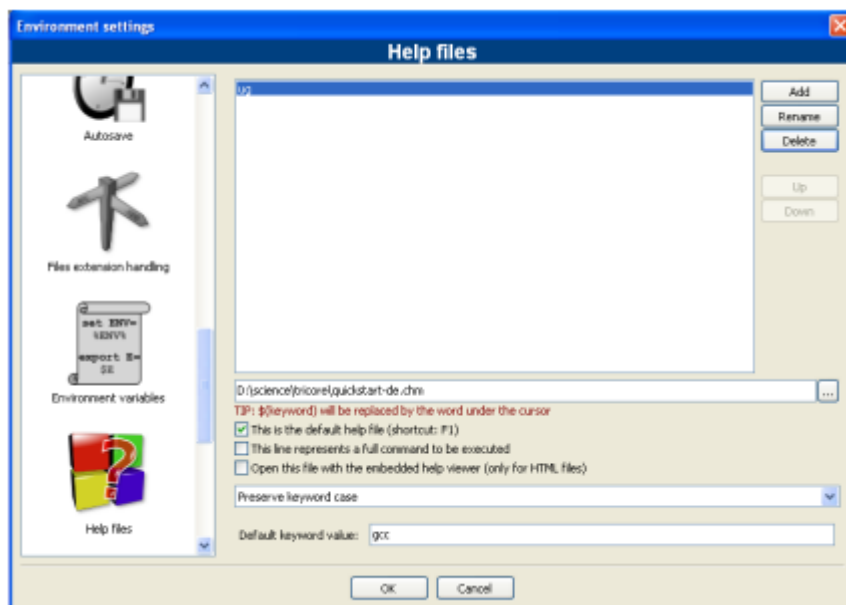 Environment settings
Help files
Autosave
Files extension handling
set ENV=
%ENV%
export E=
$E
Environment variables
Help files
ug
Add
Rename
Delete
Up
Down
D:\science\tricore\quickstart-de.chm
...
TIP: $(keyword) will be replaced by the word under the cursor
This is the default help file (shortcut: F1)
This line represents a full command to be executed
Open this file with the embedded help viewer (only for HTML files)
Preserve keyword case
Default keyword value: gcc
OK Cancel